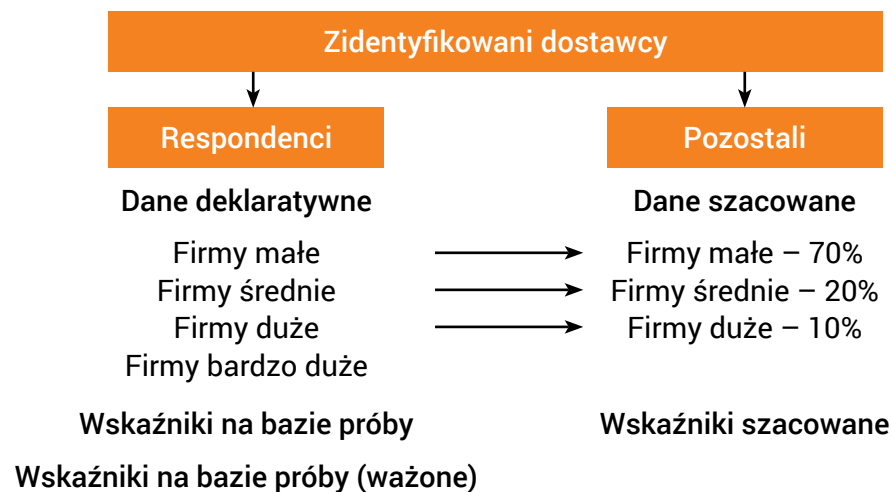 Zidentyfikowani dostawcy
Respondenci
Pozostali
Dane deklaratywne
Dane szacowane
Firmy małe
Firmy małe – 70%
Firmy średnie
Firmy średnie – 20%
Firmy duże
Firmy duże – 10%
Firmy bardzo duże
Wskaźniki na bazie próby
Wskaźniki szacowane
Wskaźniki na bazie próby (ważone)